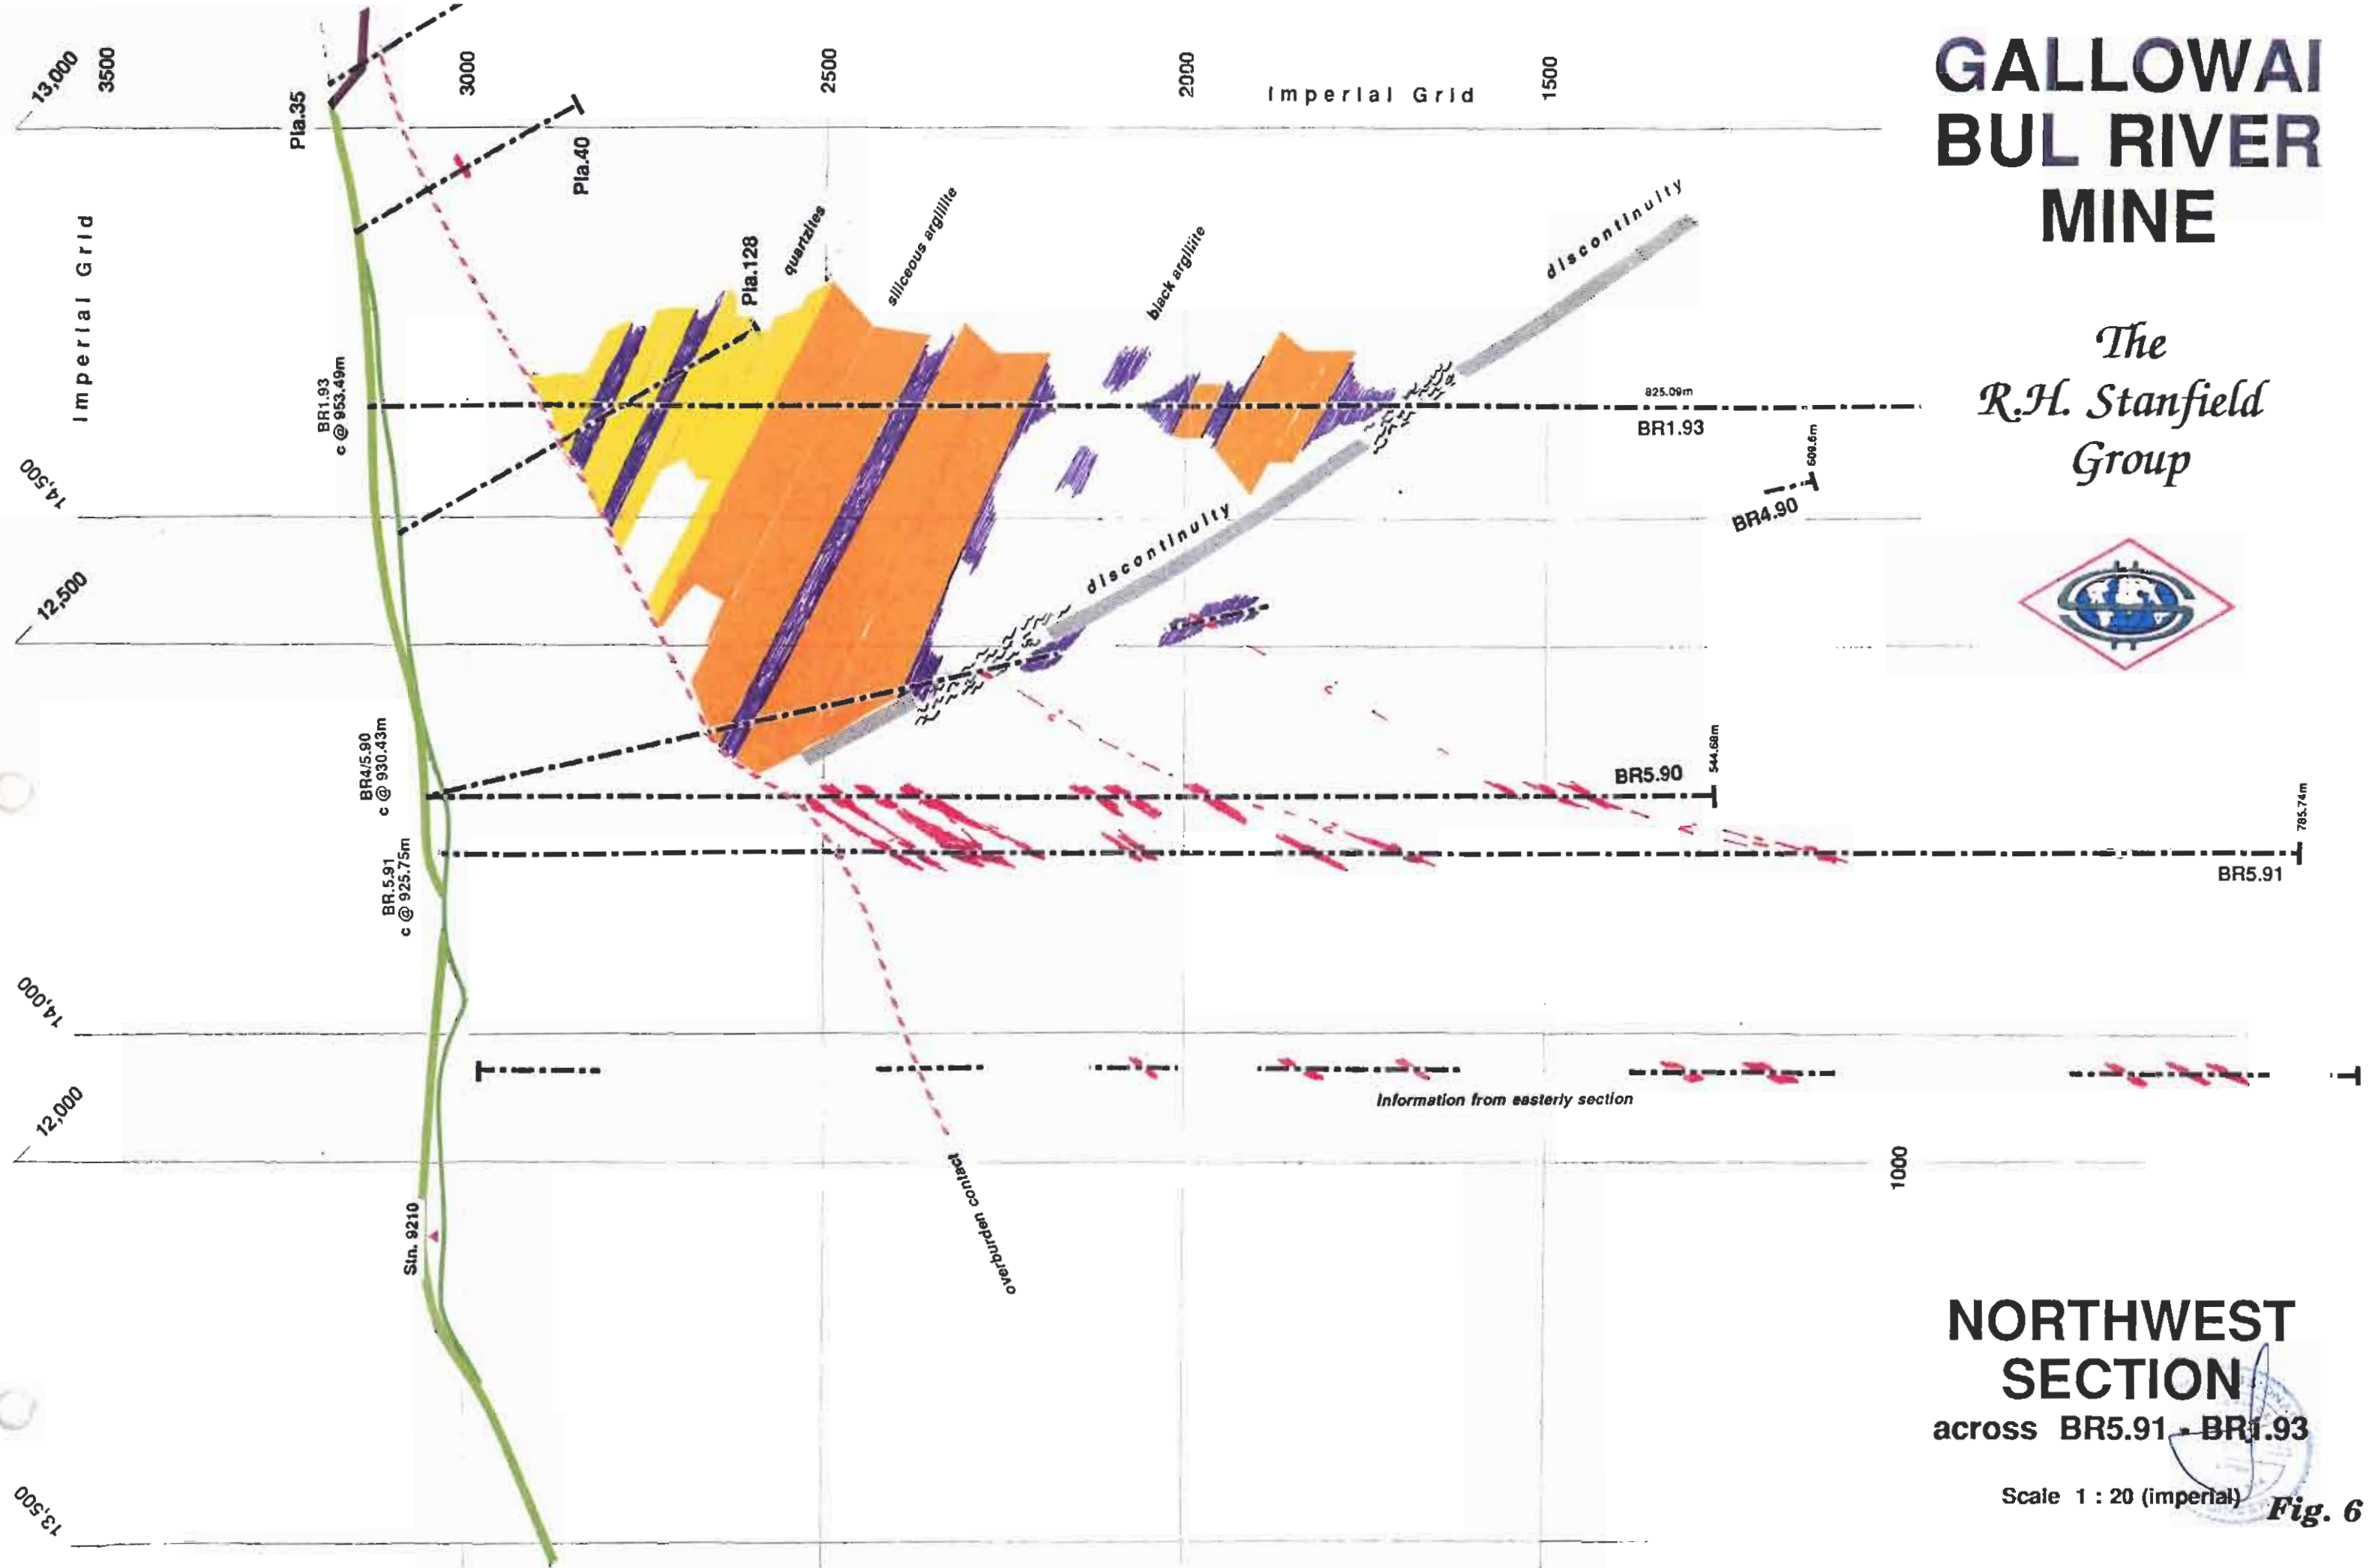 GALLOWAI
BUL RIVER
MINE
The
R.H. Stanfield
Group
13,000
3500
3000
2500
2000
1500
Imperial Grid
Pla.35
Pla.40
Imperial Grid
Pla.128
quartzites
siliceous argillite
black argillite
discontinuity
BR1.93
c @ 953.49m
825.09m
BR1.93
609.6m
BR4.90
14,500
discontinuity
12,500
BR4/5.90
c @ 930.43m
BR5.90
544.68m
BR.5.91
c @ 925.75m
785.74m
BR5.91
14,000
Information from easterly section
12,000
overburden contact
1000
Stn. 9210
13,500
NORTHWEST
SECTION
across BR5.91 - BR1.93
Scale 1 : 20 (imperial)
Fig. 6